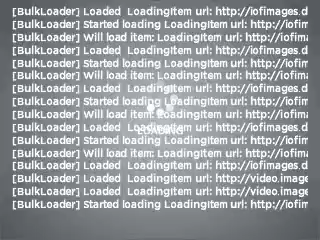 [BulkLoader] Loaded  LoadingItem url: http://iofimages.d
[BulkLoader] Started loading LoadingItem url: http://iofim
[BulkLoader] Will load item: LoadingItem url: http://iofima
[BulkLoader] Loaded  LoadingItem url: http://iofimages.d
[BulkLoader] Started loading LoadingItem url: http://iofim
[BulkLoader] Will load item: LoadingItem url: http://iofima
[BulkLoader] Loaded  LoadingItem url: http://iofimages.d
[BulkLoader] Started loading LoadingItem url: http://iofim
[BulkLoader] Will load item: LoadingItem url: http://iofima
[BulkLoader] Loaded  LoadingItem url: http://iofimages.d
LOADING
[BulkLoader] Started loading LoadingItem url: http://iofim
[BulkLoader] Will load item: LoadingItem url: http://iofima
[BulkLoader] Loaded  LoadingItem url: http://iofimages.d
[BulkLoader] Loaded  LoadingItem url: http://video.image
[BulkLoader] Loaded  LoadingItem url: http://video.image
[BulkLoader] Started loading LoadingItem url: http://iofim